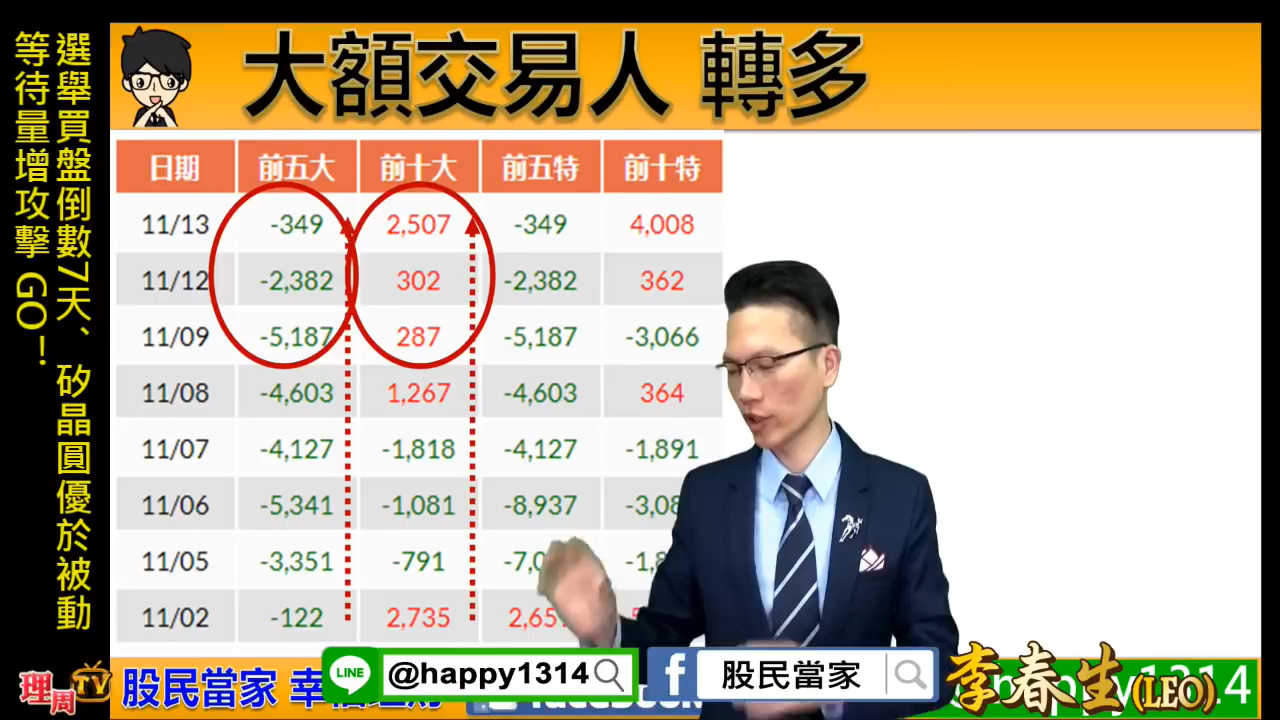 選舉買盤倒數7天、矽晶圓優於被動
等待量增攻擊 GO！
大額交易人 轉多
日期 前五大 前十大 前五特 前十特
11/13 -349 2,507 -349 4,008
11/12 -2,382 302 -2,382 362
11/09 -5,187 287 -5,187 -3,066
11/08 -4,603 1,267 -4,603 364
11/07 -4,127 -1,818 -4,127 -1,891
11/06 -5,341 -1,081 -8,937
11/05 -3,351 -791
11/02 -122 2,735
理周TV
股民當家
LINE @happy1314
f 股民當家
李春生(LEO)
1314